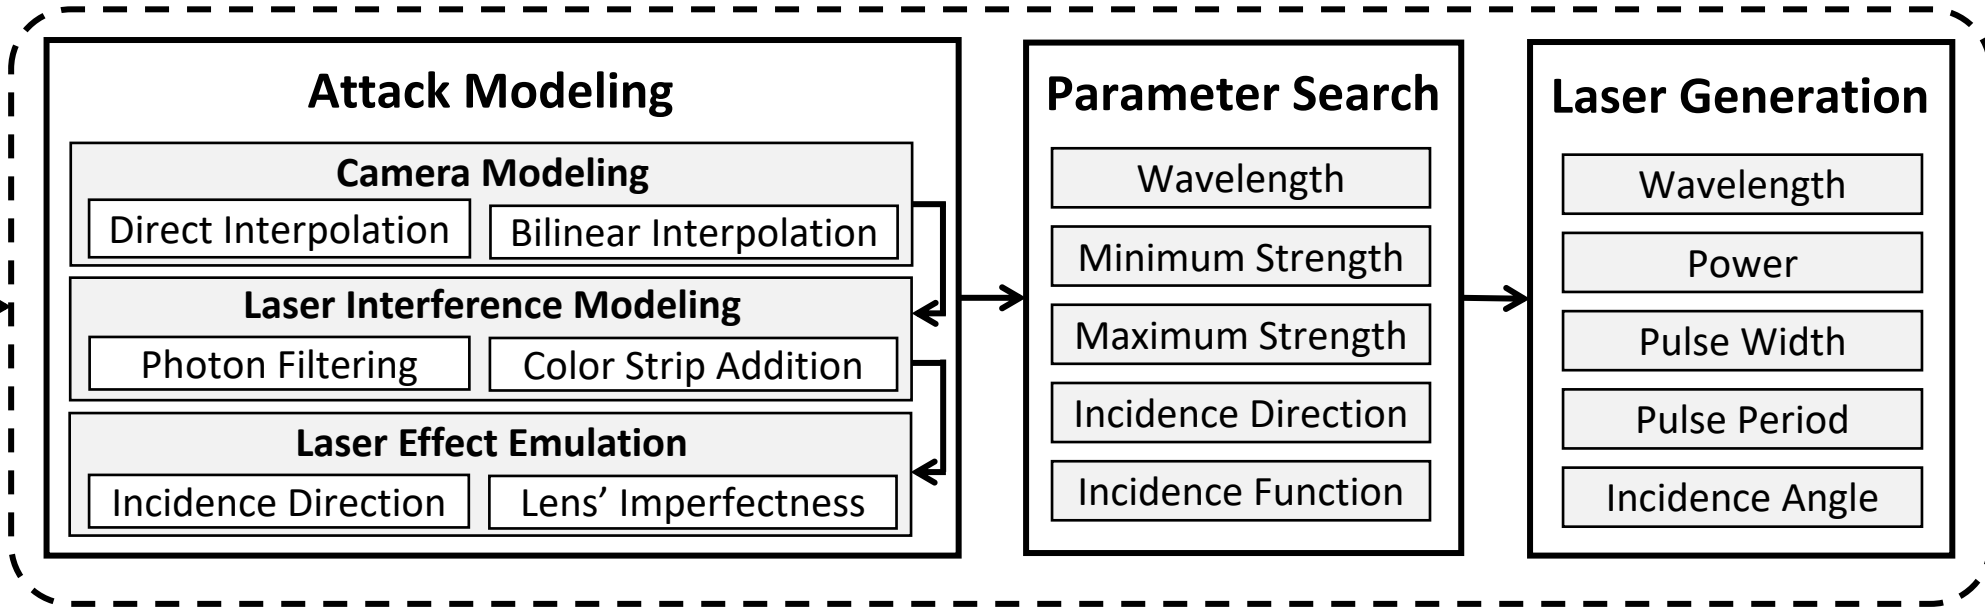 Attack Modeling
Camera Modeling
Direct Interpolation
Bilinear Interpolation
Laser Interference Modeling
Photon Filtering
Color Strip Addition
Laser Effect Emulation
Incidence Direction
Lens’ Imperfectness
Parameter Search
Wavelength
Minimum Strength
Maximum Strength
Incidence Direction
Incidence Function
Laser Generation
Wavelength
Power
Pulse Width
Pulse Period
Incidence Angle